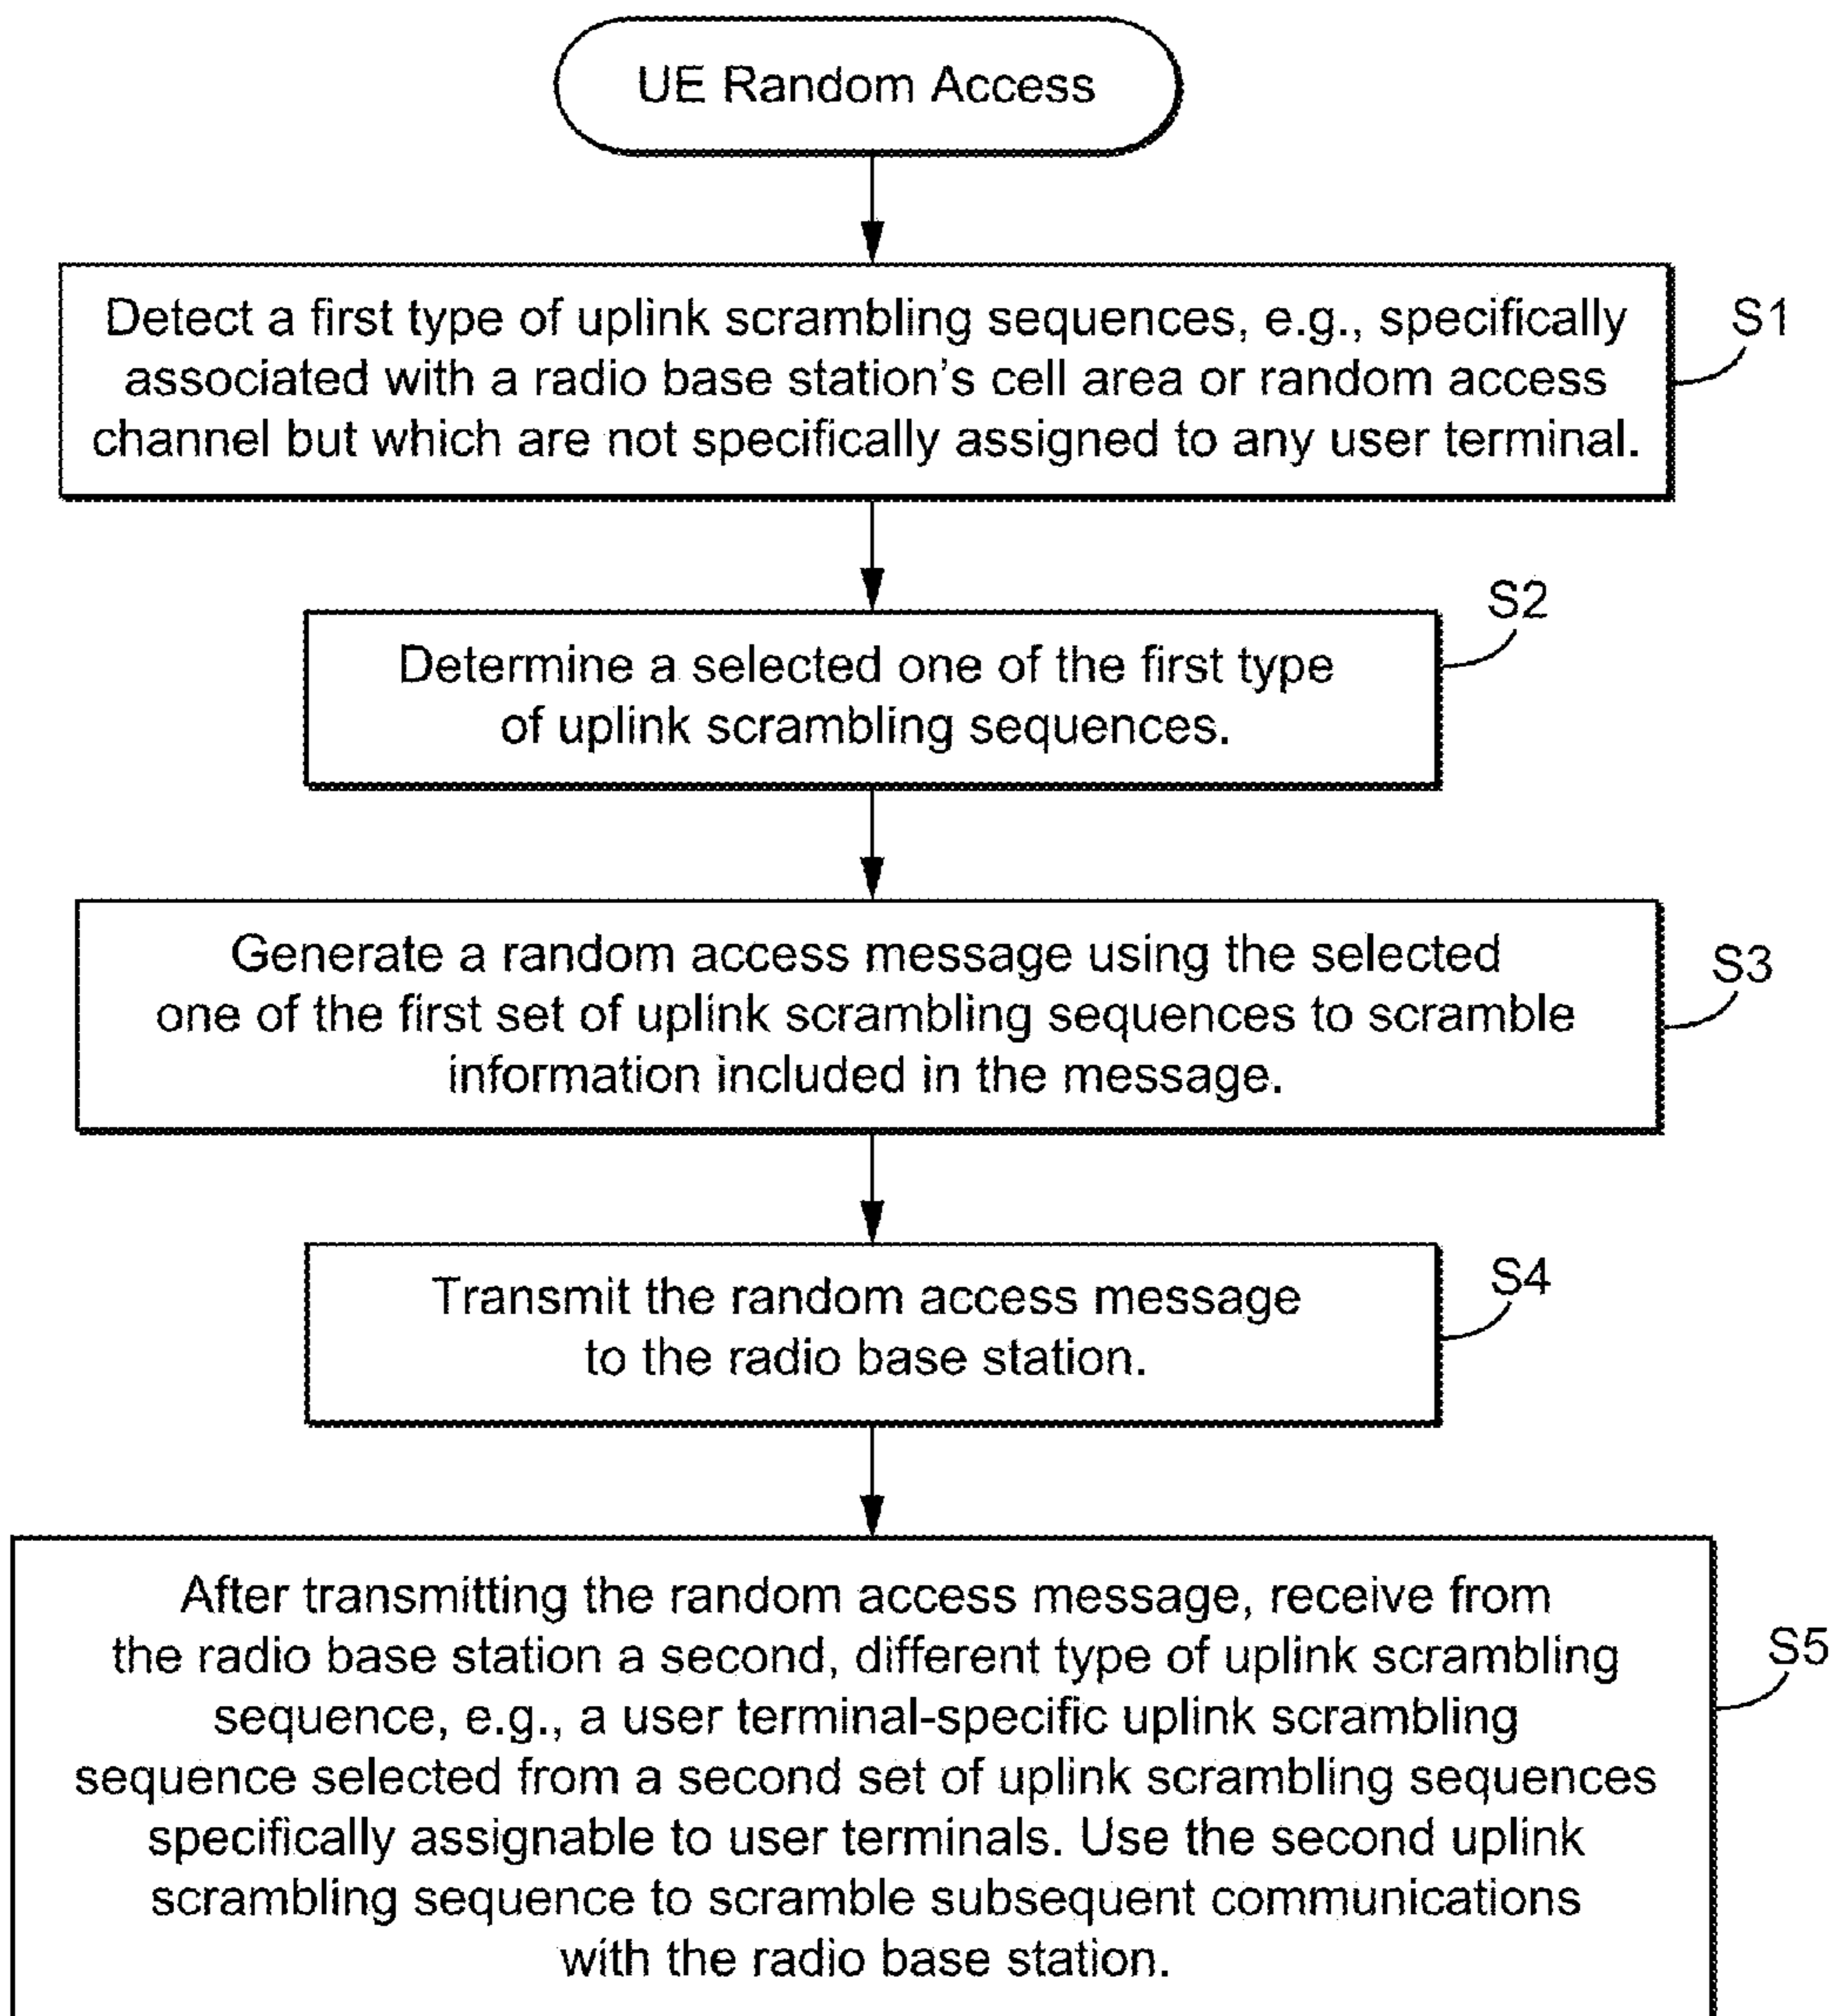 UE Random Access
Detect a first type of uplink scrambling sequences, e.g., specifically
associated with a radio base station's cell area or random access
channel but which are not specifically assigned to any user terminal.
S1
Determine a selected one of the first type
of uplink scrambling sequences.
S2
Generate a random access message using the selected
one of the first set of uplink scrambling sequences to scramble
information included in the message.
S3
Transmit the random access message
to the radio base station.
S4
After transmitting the random access message, receive from
the radio base station a second, different type of uplink scrambling
sequence, e.g., a user terminal-specific uplink scrambling
sequence selected from a second set of uplink scrambling sequences
specifically assignable to user terminals. Use the second uplink
scrambling sequence to scramble subsequent communications
with the radio base station.
S5